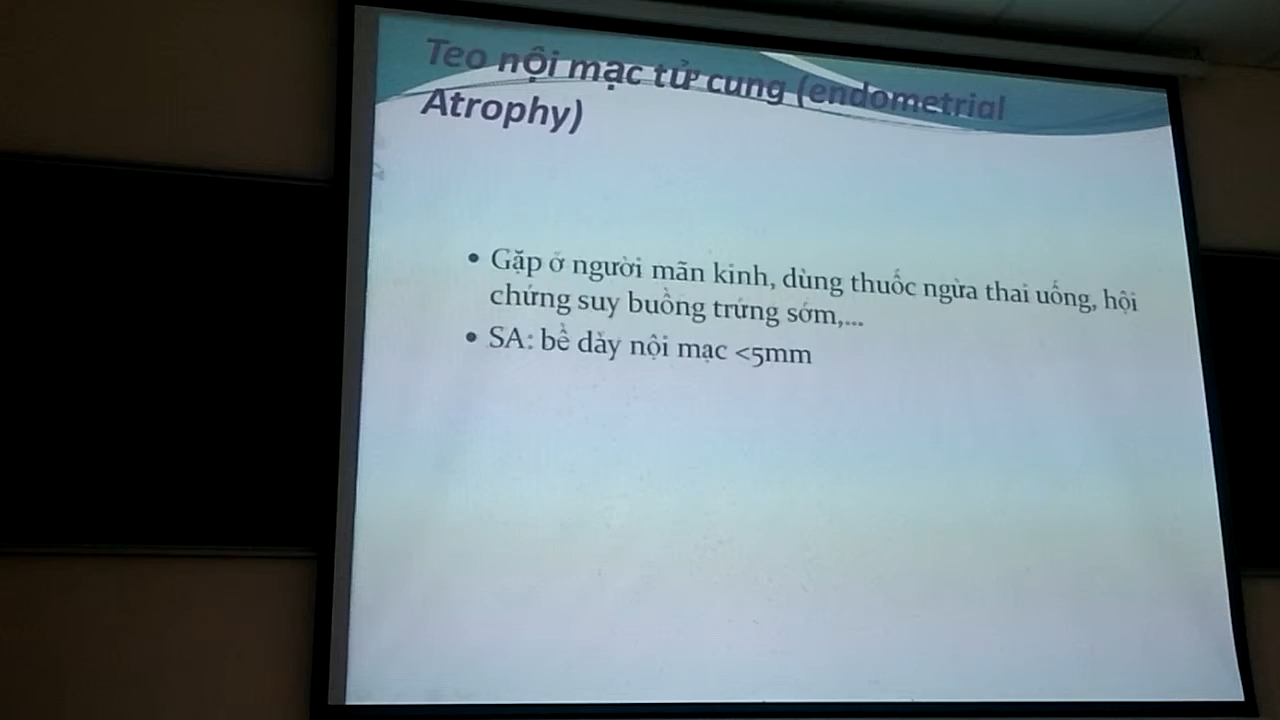 Teo nội mạc tử cung (endometrial
Atrophy)
• Gặp ở người mãn kinh, dùng thuốc ngừa thai uống, hội
chứng suy buồng trứng sớm,...
• SA: bề dày nội mạc <5mm